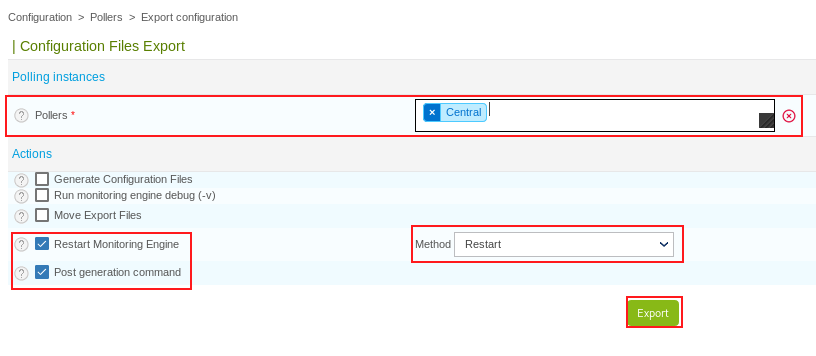 Configuration > Pollers > Export configuration
| Configuration Files Export
Polling instances
? Pollers * × Central
Actions
? Generate Configuration Files
? Run monitoring engine debug (-v)
? Move Export Files
? Restart Monitoring Engine Method Restart
? Post generation command
Export